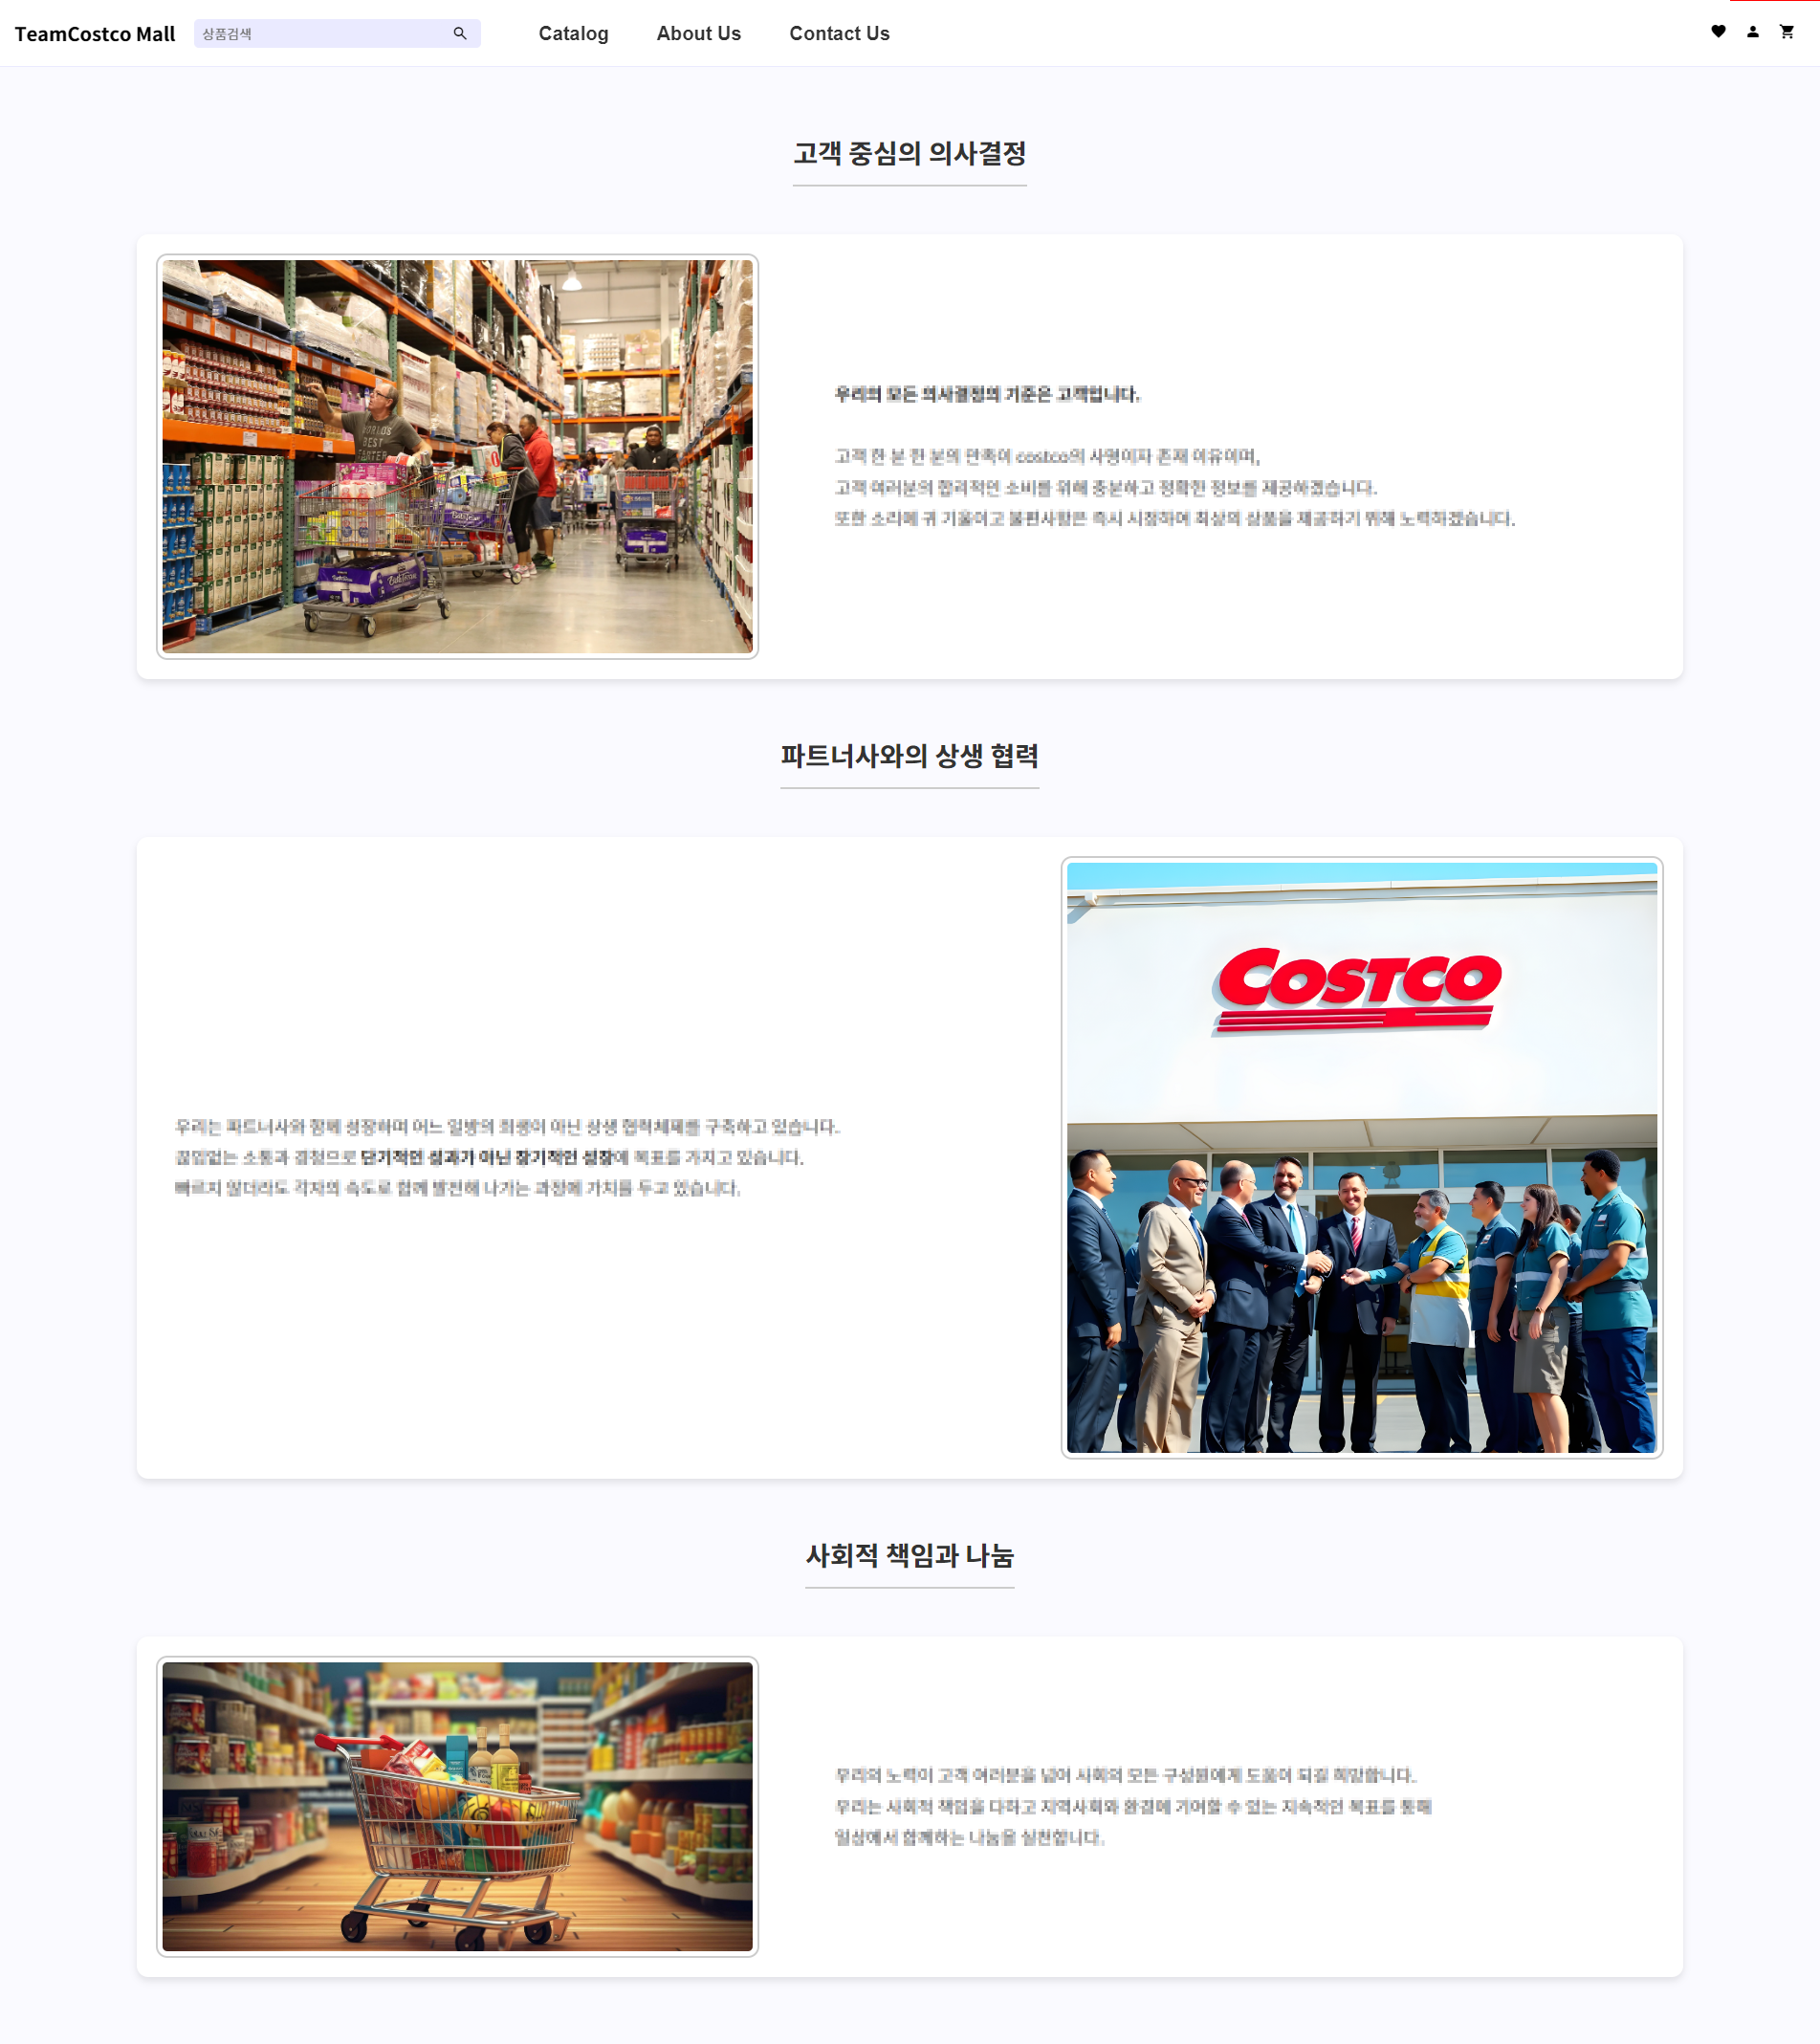 TeamCostco Mall
상품검색
Catalog
About Us
Contact Us
고객 중심의 의사결정
WORLD'S
BEST
우리의 모든 의사결정의 기준은 고객입니다.
고객 한 분 한 분의 만족이 costco의 사명이자 존재 이유이며,
고객 여러분의 합리적인 소비를 위해 충분하고 정확한 정보를 제공하겠습니다.
또한 소리에 귀 기울이고 불편사항은 즉시 시정하여 최상의 상품을 제공하기 위해 노력하겠습니다.
파트너사와의 상생 협력
COSTCO
우리는 파트너사와 함께 성장하며 어느 일방의 희생이 아닌 상생 협력체제를 구축하고 있습니다.
끊임없는 소통과 경청으로 단기적인 성과가 아닌 장기적인 성장에 목표를 가지고 있습니다.
빠르지 않더라도 각자의 속도로 함께 발전해 나가는 과정에 가치를 두고 있습니다.
사회적 책임과 나눔
우리의 노력이 고객 여러분을 넘어 사회의 모든 구성원에게 도움이 되길 희망합니다.
우리는 사회적 책임을 다하고 지역사회와 환경에 기여할 수 있는 지속적인 목표를 통해
일상에서 함께하는 나눔을 실천합니다.